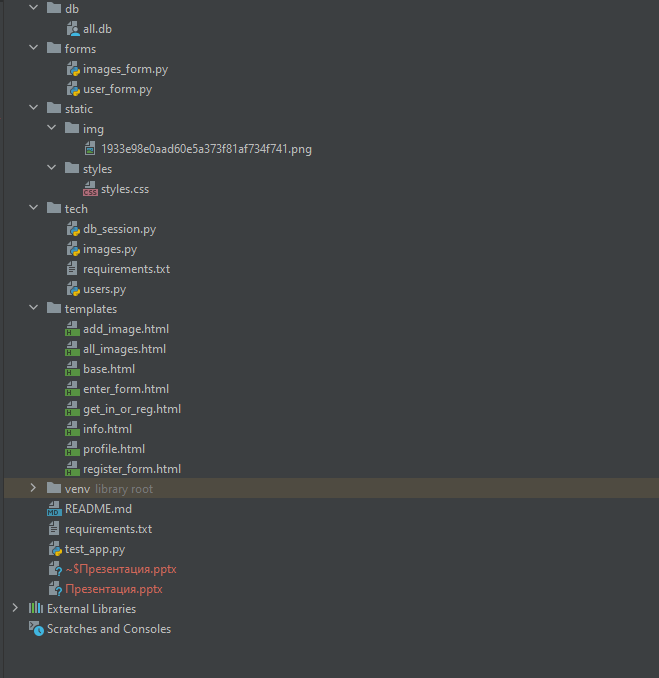 db
all.db
forms
images_form.py
user_form.py
static
img
1933e98e0aad60e5a373f81af734f741.png
styles
styles.css
tech
db_session.py
images.py
requirements.txt
users.py
templates
add_image.html
all_images.html
base.html
enter_form.html
get_in_or_reg.html
info.html
profile.html
register_form.html
venv library root
README.md
requirements.txt
test_app.py
~$Презентация.pptx
Презентация.pptx
External Libraries
Scratches and Consoles